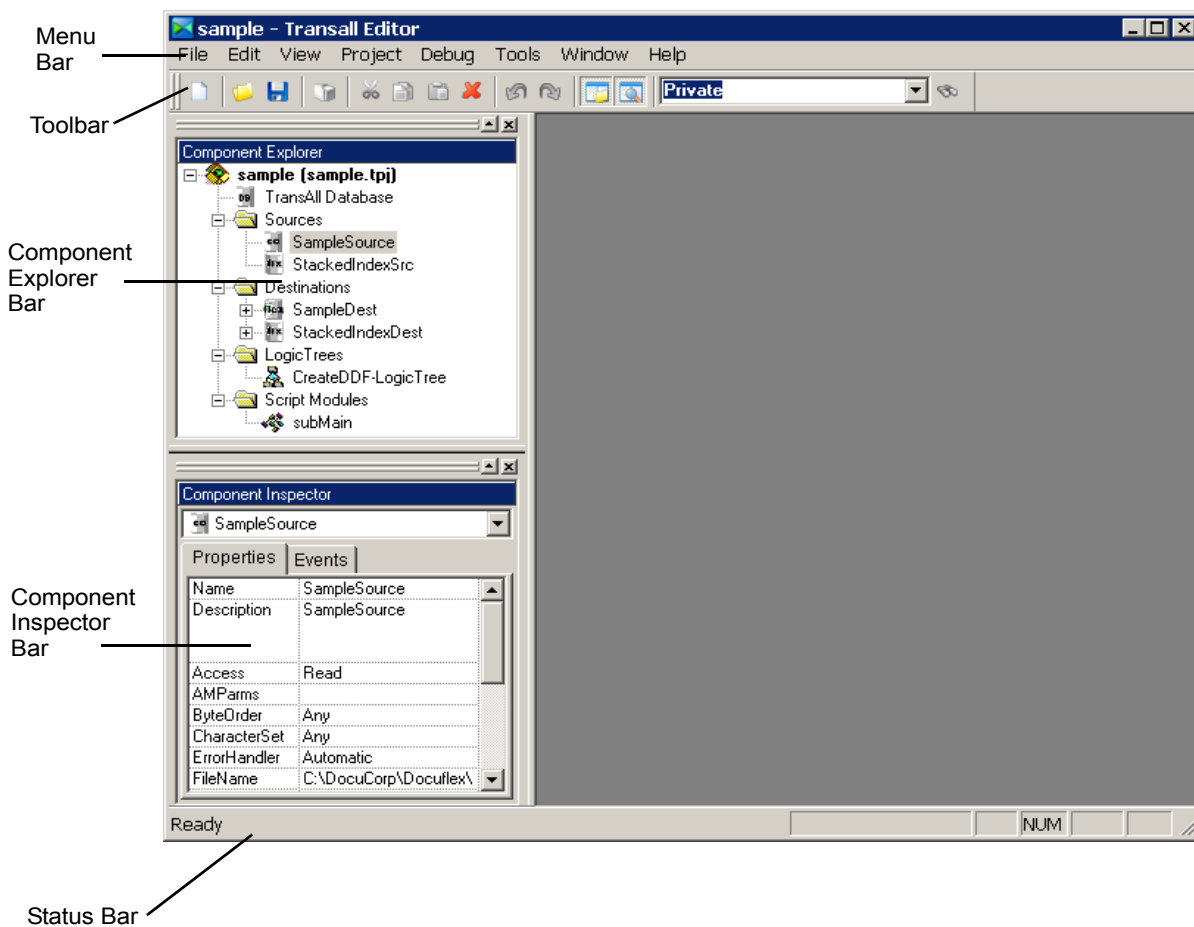 sample - Transall Editor
Menu
Bar
File Edit View Project Debug Tools Window Help
Private
Toolbar
Component Explorer
sample (sample.tpj)
TransAll Database
Sources
SampleSource
StackedIndexSrc
Destinations
SampleDest
StackedIndexDest
LogicTrees
CreateDDF-LogicTree
Script Modules
subMain
Component
Explorer
Bar
Component Inspector
SampleSource
Properties Events
Name SampleSource
Description SampleSource
Access Read
AMParms
ByteOrder Any
CharacterSet Any
ErrorHandler Automatic
FileName C:\DocuCorp\Docuflex\
Component
Inspector
Bar
Ready NUM
Status Bar